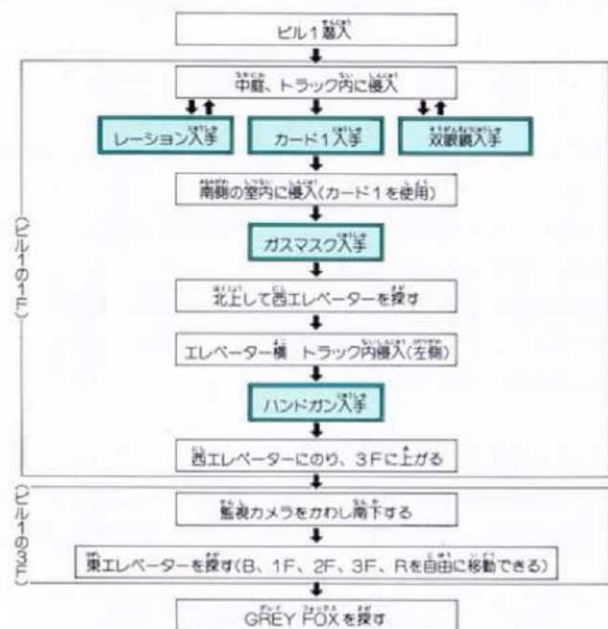 ビル1潜入
中庭、トラック内に侵入
レーション入手
カード1入手
双眼鏡入手
南側の室内に侵入(カード1を使用)
ガスマスク入手
北上して西エレベーターを探す
エレベーター横 トラック内侵入(左側)
ハンドガン入手
西エレベーターにのり、3Fに上がる
(ビル1の1F)
監視カメラをかわし南下する
東エレベーターを探す(B、1F、2F、3F、Rを自由に移動できる)
(ビル1の3F)
GREY FOXを探す